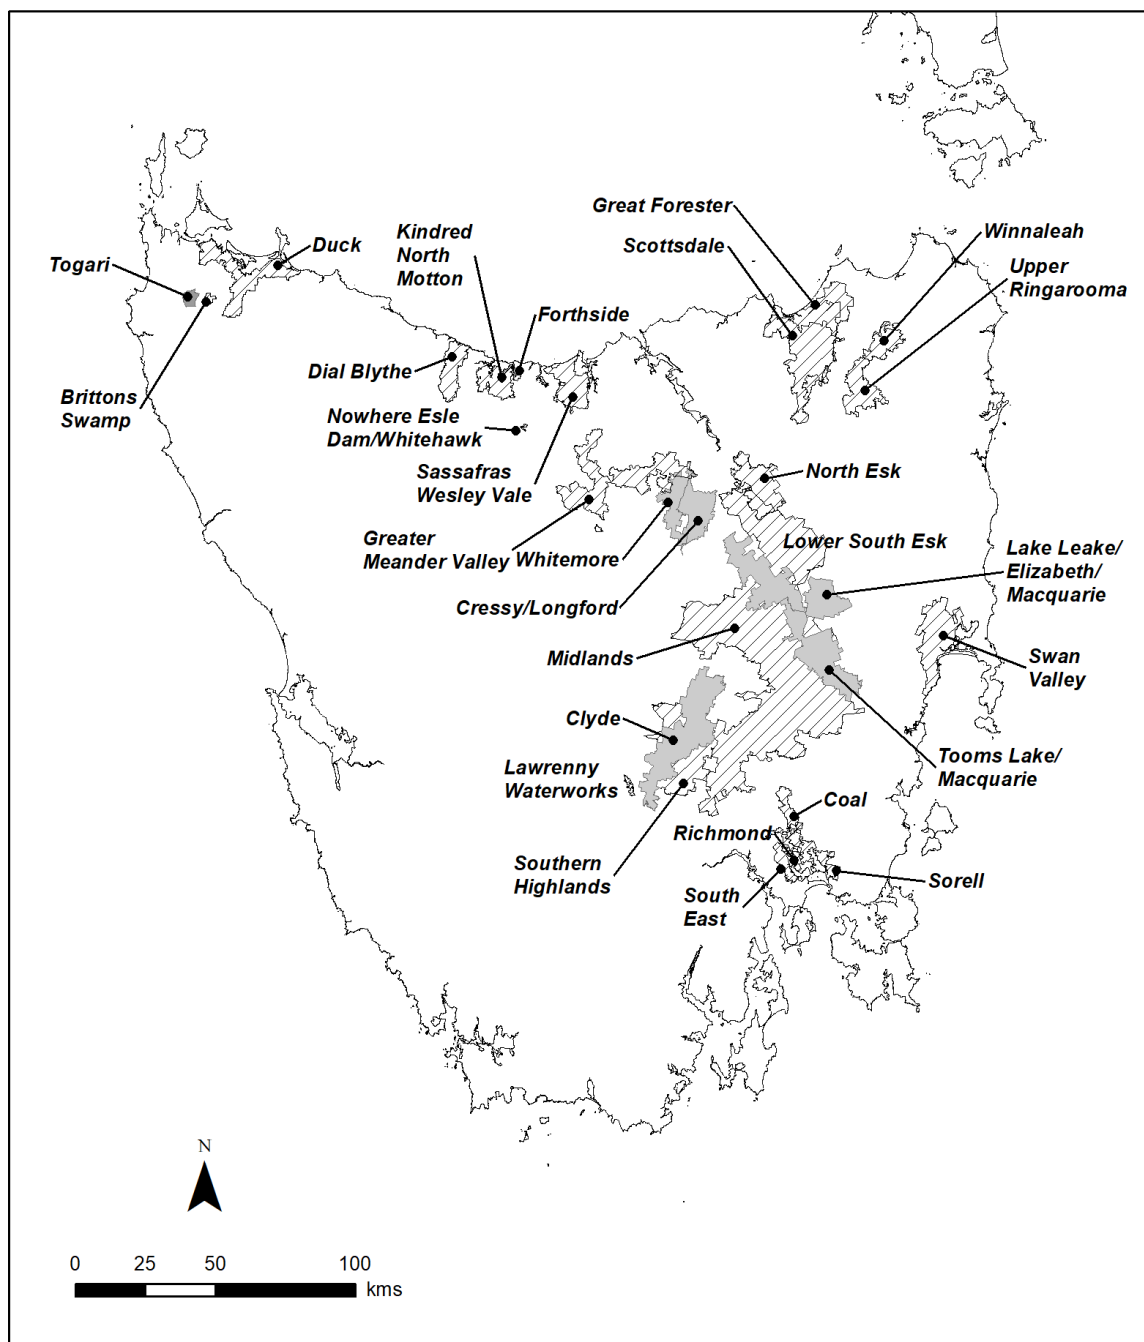 Great Forester
Scottsdale
Winnaleah
Upper
Ringarooma
Kindred
North
Motton
Duck
Togari
Forthside
Dial Blythe
Brittons
Swamp
Nowhere Esle
Dam/Whitehawk
Sassafras
Wesley Vale
North Esk
Greater
Meander Valley
Whitemore
Lower South Esk
Lake Leake/
Elizabeth/
Macquarie
Cressy/Longford
Midlands
Swan
Valley
Clyde
Tooms Lake/
Macquarie
Lawrenny
Waterworks
Coal
Richmond
Southern
Highlands
South
East
Sorell
N
0 25 50 100
kms